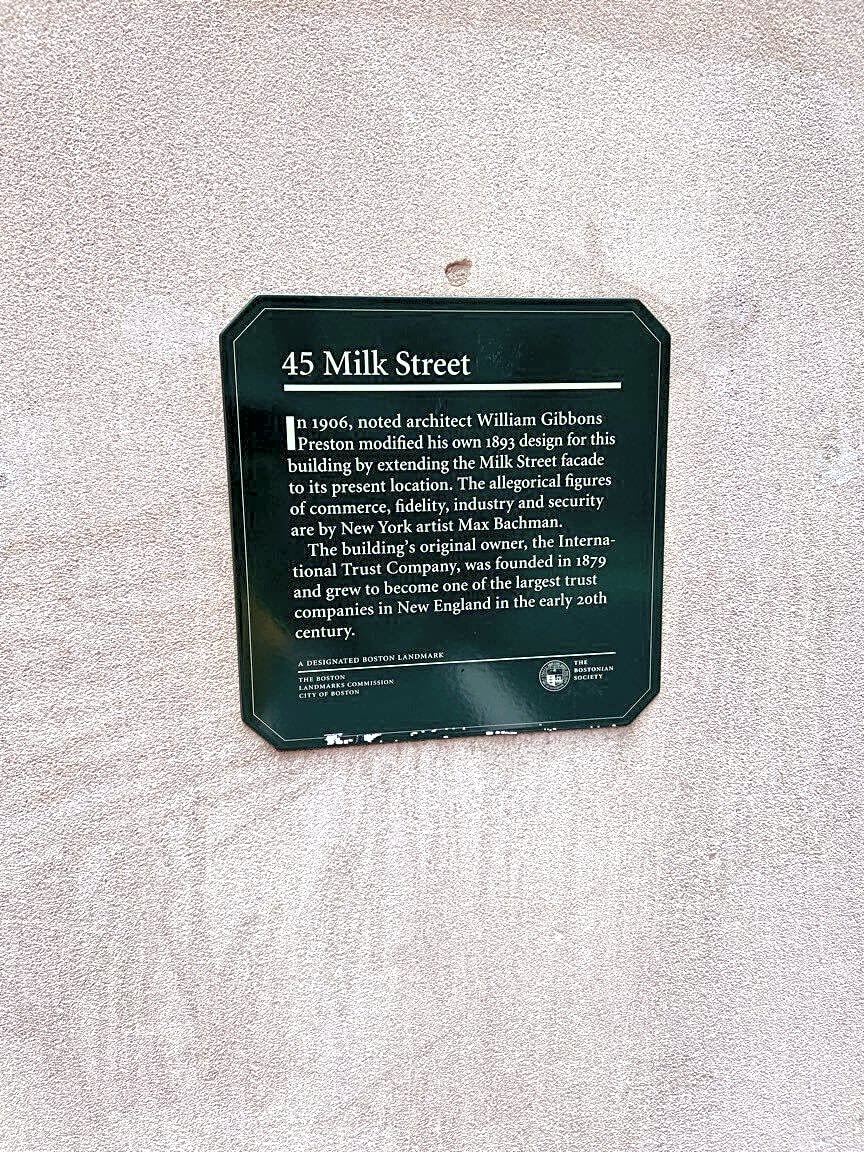 45 Milk Street
In 1906, noted architect William Gibbons
Preston modified his own 1893 design for this
building by extending the Milk Street facade
to its present location. The allegorical figures
of commerce, fidelity, industry and security
are by New York artist Max Bachman.
The building's original owner, the Interna-
tional Trust Company, was founded in 1879
and grew to become one of the largest trust
companies in New England in the early 20th
century.
A DESIGNATED BOSTON LANDMARK
THE BOSTON
LANDMARKS COMMISSION
CITY OF BOSTON
THE
BOSTONIAN
SOCIETY